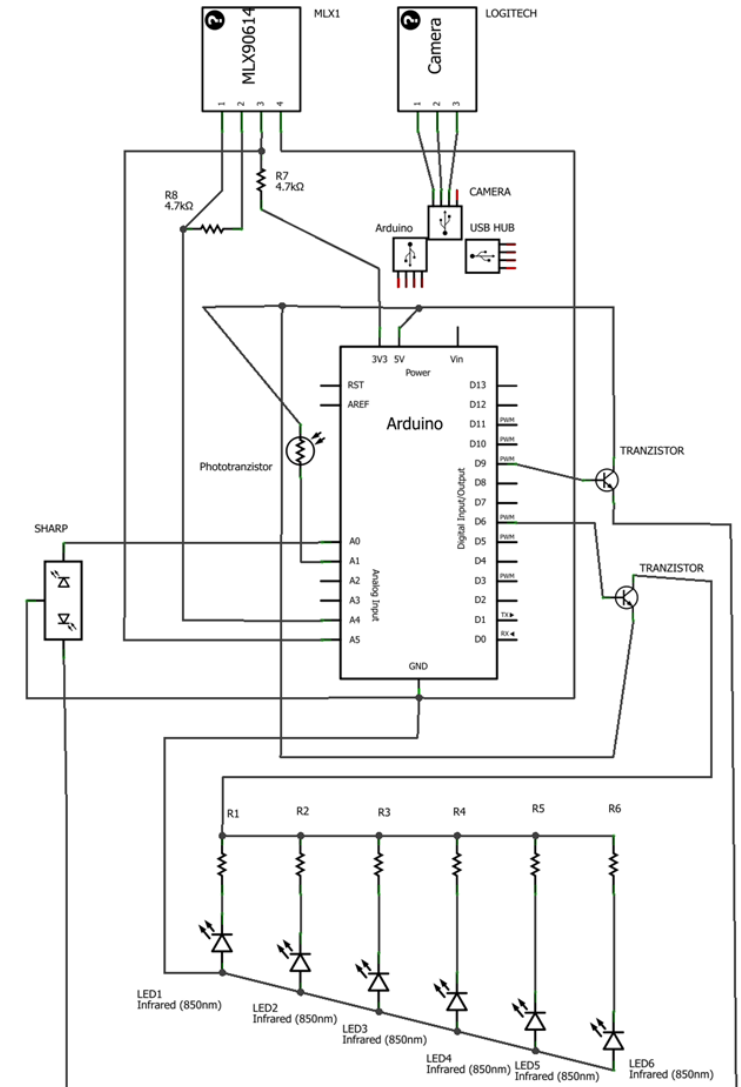 MLX1
LOGITECH
?
MLX90614
?
Camera
1
2
3
4
1
2
3
R7
4.7kΩ
R8
4.7kΩ
CAMERA
Arduino
USB HUB
3V3
5V
Vin
Power
RST
AREF
Arduino
D13
D12
D11
PWM
D10
PWM
D9
PWM
D8
D7
D6
PWM
D5
PWM
D4
D3
PWM
D2
D1
TX▶
D0
RX◀
Digital Input/Output
TRANZISTOR
TRANZISTOR
Phototranzistor
SHARP
A0
A1
A2
A3
A4
A5
Analog Input
GND
R1
R2
R3
R4
R5
R6
LED1
Infrared (850nm)
LED2
Infrared (850nm)
LED3
Infrared (850nm)
LED4
Infrared (850nm)
LED5
Infrared (850nm)
LED6
Infrared (850nm)